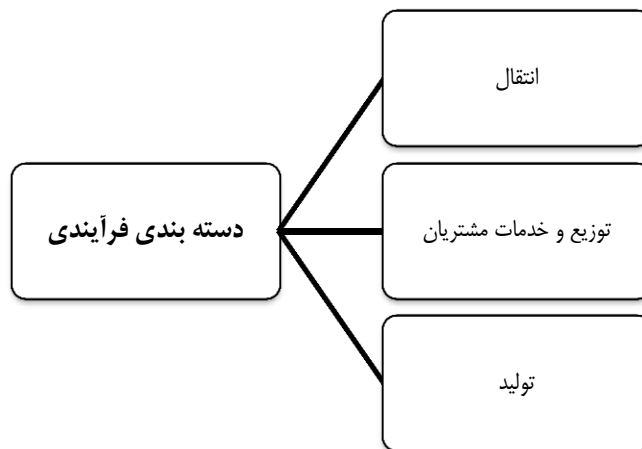 انتقال
دسته بندی فرآیندی
توزیع و خدمات مشتریان
تولید